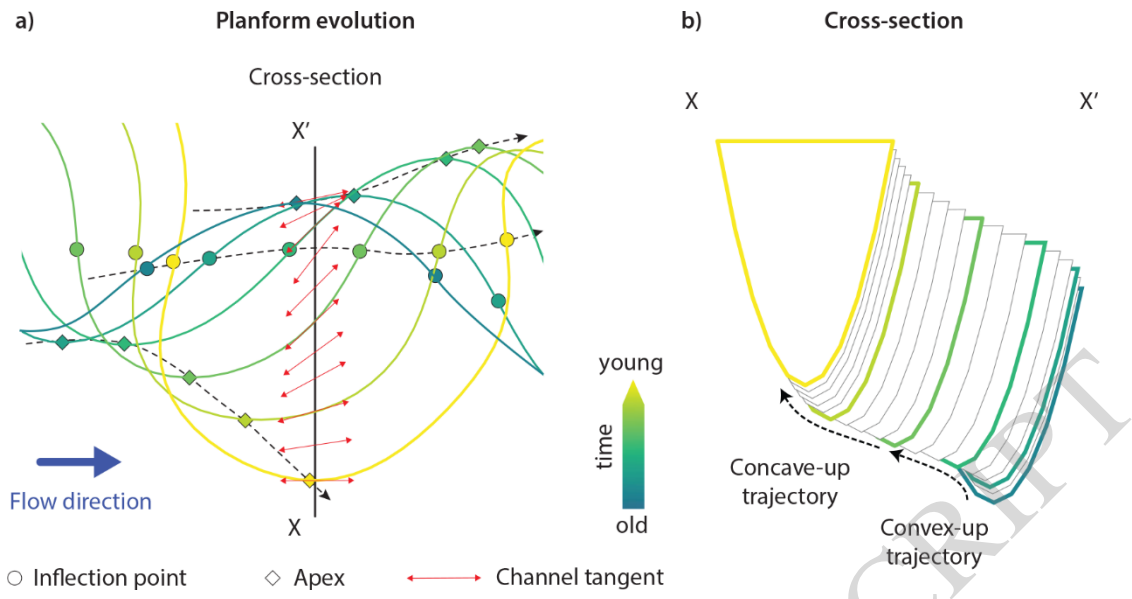 a) Planform evolution
b) Cross-section
Cross-section
X'
X
X X'
Flow direction
young
time
old
Concave-up
trajectory
Convex-up
trajectory
Inflection point Apex Channel tangent
CRIPT